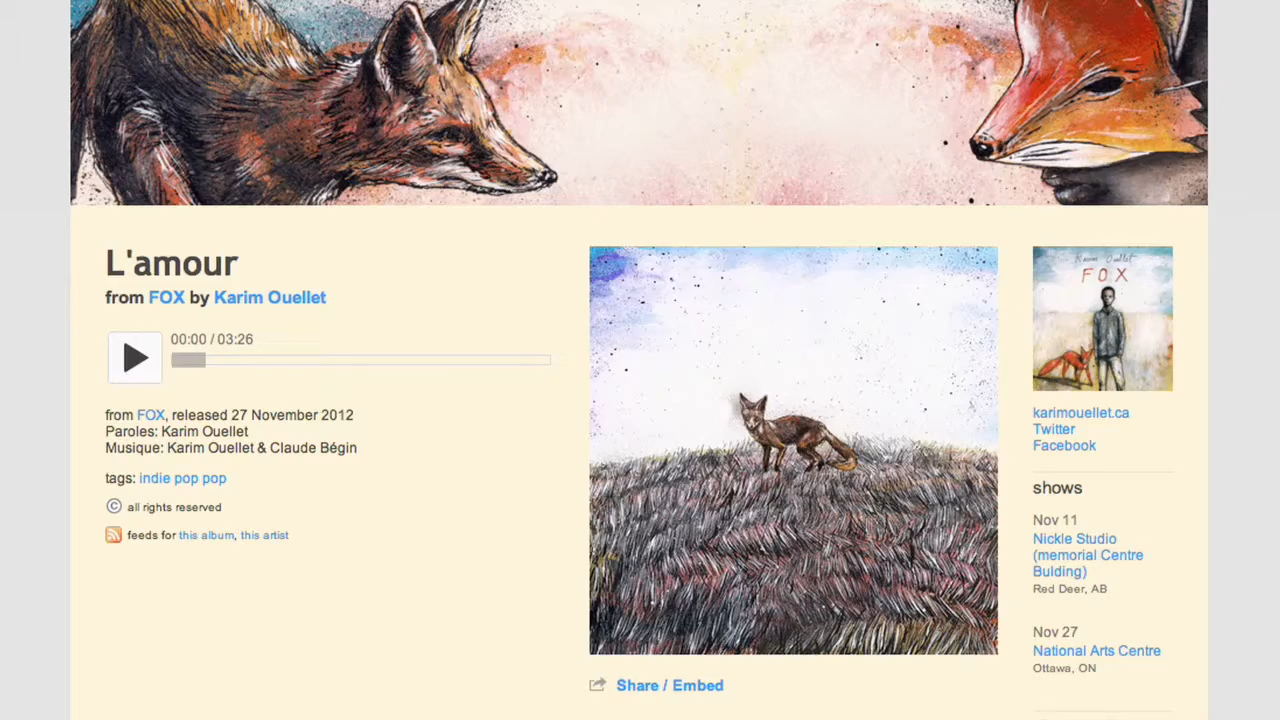 L'amour
from FOX by Karim Ouellet
00:00 / 03:26
from FOX, released 27 November 2012
Paroles: Karim Ouellet
Musique: Karim Ouellet & Claude Bégin
tags: indie pop pop
© all rights reserved
feeds for this album, this artist
Share / Embed
Karim Ouellet
FOX
karimouellet.ca
Twitter
Facebook
shows
Nov 11
Nickle Studio
(memorial Centre
Bulding)
Red Deer, AB
Nov 27
National Arts Centre
Ottawa, ON